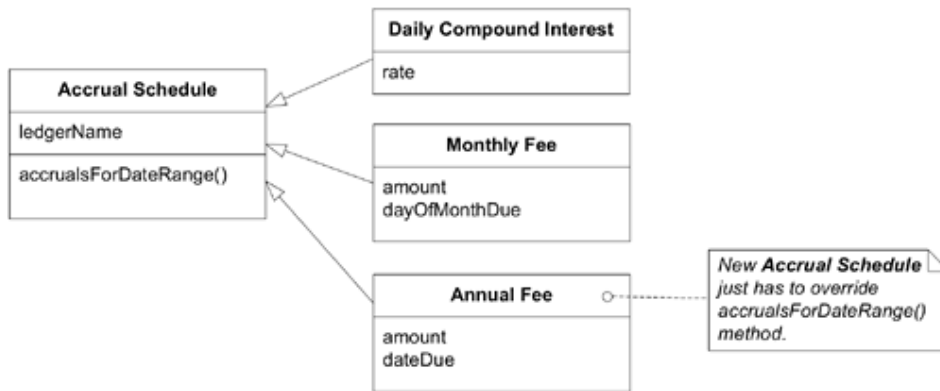 Daily Compound Interest
rate
Accrual Schedule
ledgerName
accrualsForDateRange()
Monthly Fee
amount
dayOfMonthDue
Annual Fee
amount
dateDue
New Accrual Schedule
just has to override
accrualsForDateRange()
method.